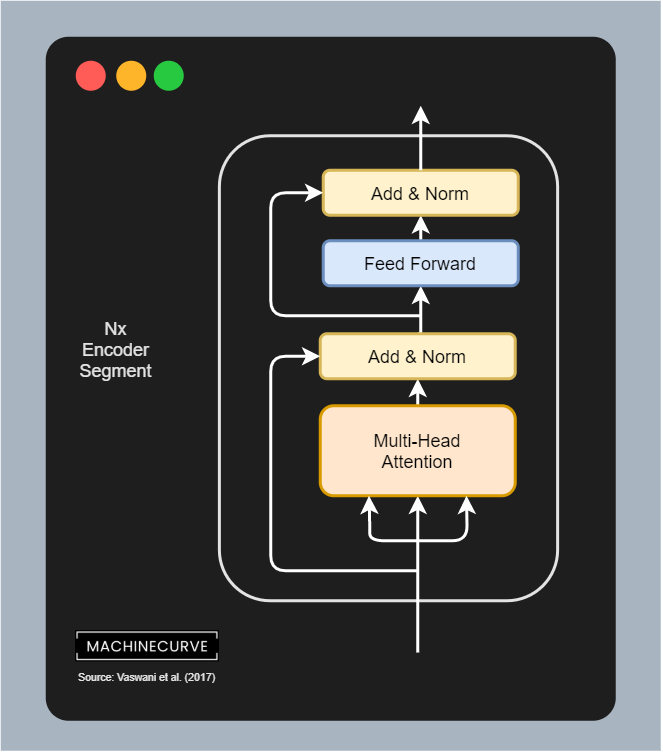 Add & Norm
Feed Forward
Nx
Encoder
Segment
Add & Norm
Multi-Head
Attention
MACHINECURVE
Source: Vaswani et al. (2017)